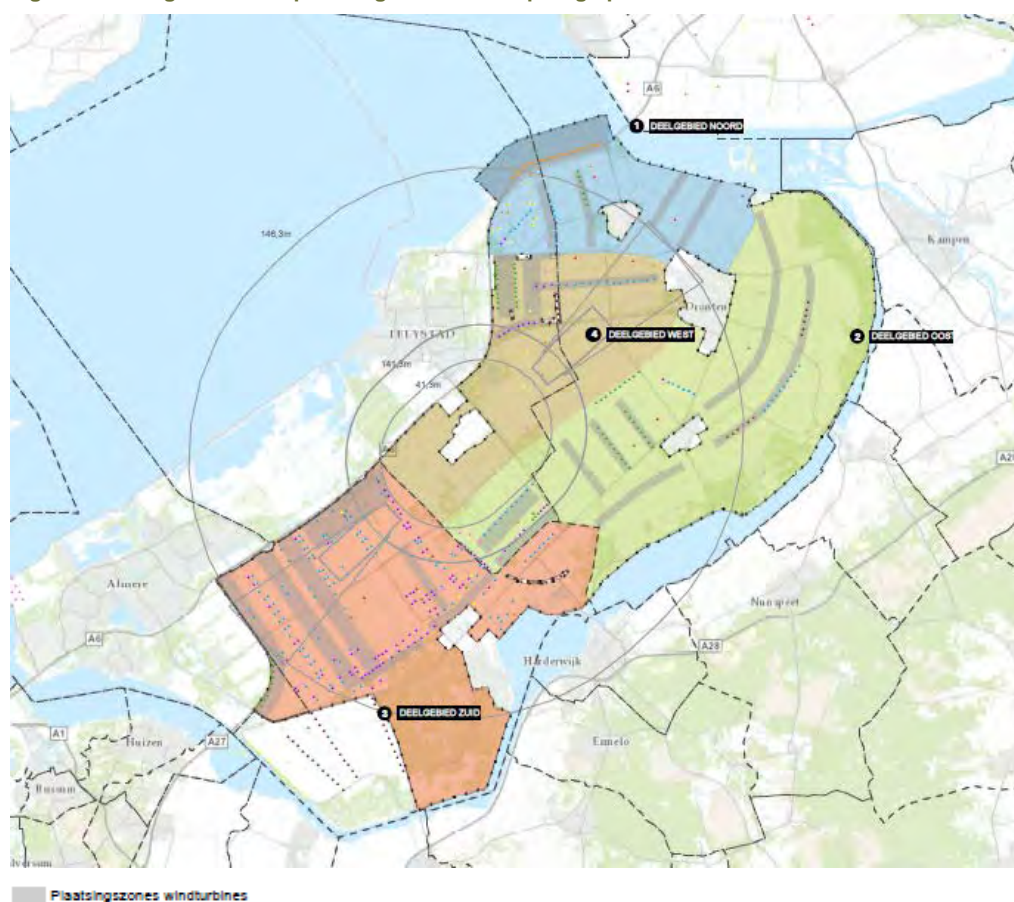 A6
1 DEELGEBIED NOORD
146,3m
Kampen
Dronten
LELYSTAD
4 DEELGEBIED WEST
2 DEELGEBIED OOST
141,3m
41,3m
A28
Almere
Nunspeet
A6
A28
Harderwijk
3 DEELGEBIED ZUID
A1
Huizen
A27
Ermelo
Bussum
Plaatsingszones windturbines